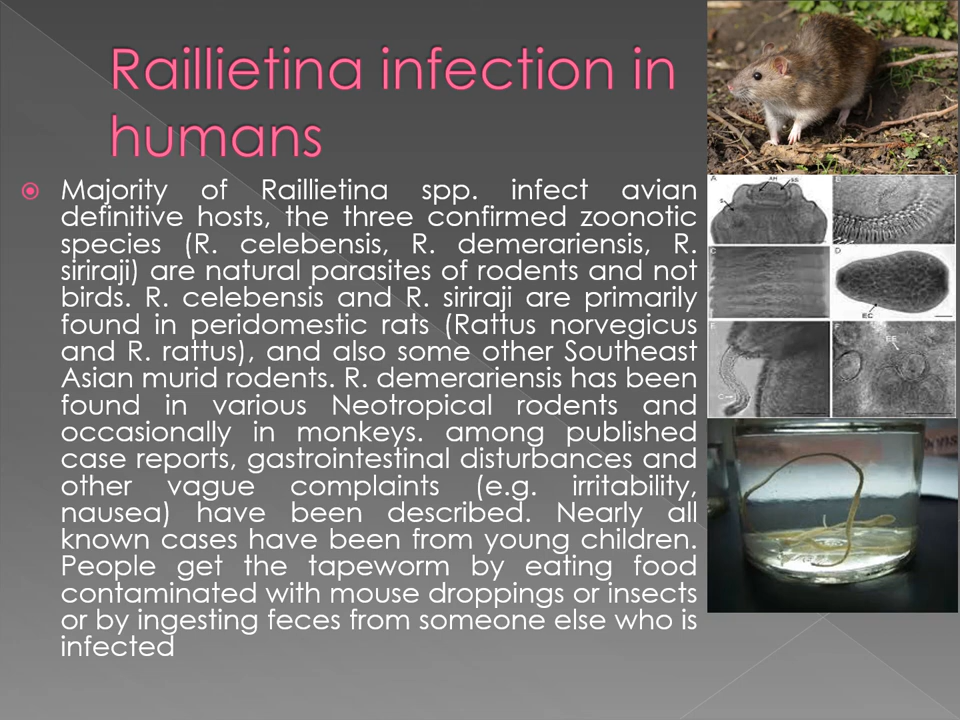 Raillietina infection in
humans
Majority of Raillietina spp. infect avian
definitive hosts, the three confirmed zoonotic
species (R. celebensis, R. demerariensis, R.
siriraji) are natural parasites of rodents and not
birds. R. celebensis and R. siriraji are primarily
found in peridomestic rats (Rattus norvegicus
and R. rattus), and also some other Southeast
Asian murid rodents. R. demerariensis has been
found in various Neotropical rodents and
occasionally in monkeys. among published
case reports, gastrointestinal disturbances and
other vague complaints (e.g. irritability,
nausea) have been described. Nearly all
known cases have been from young children.
People get the tapeworm by eating food
contaminated with mouse droppings or insects
or by ingesting feces from someone else who is
infected
A
S
C
D
EC
E
C